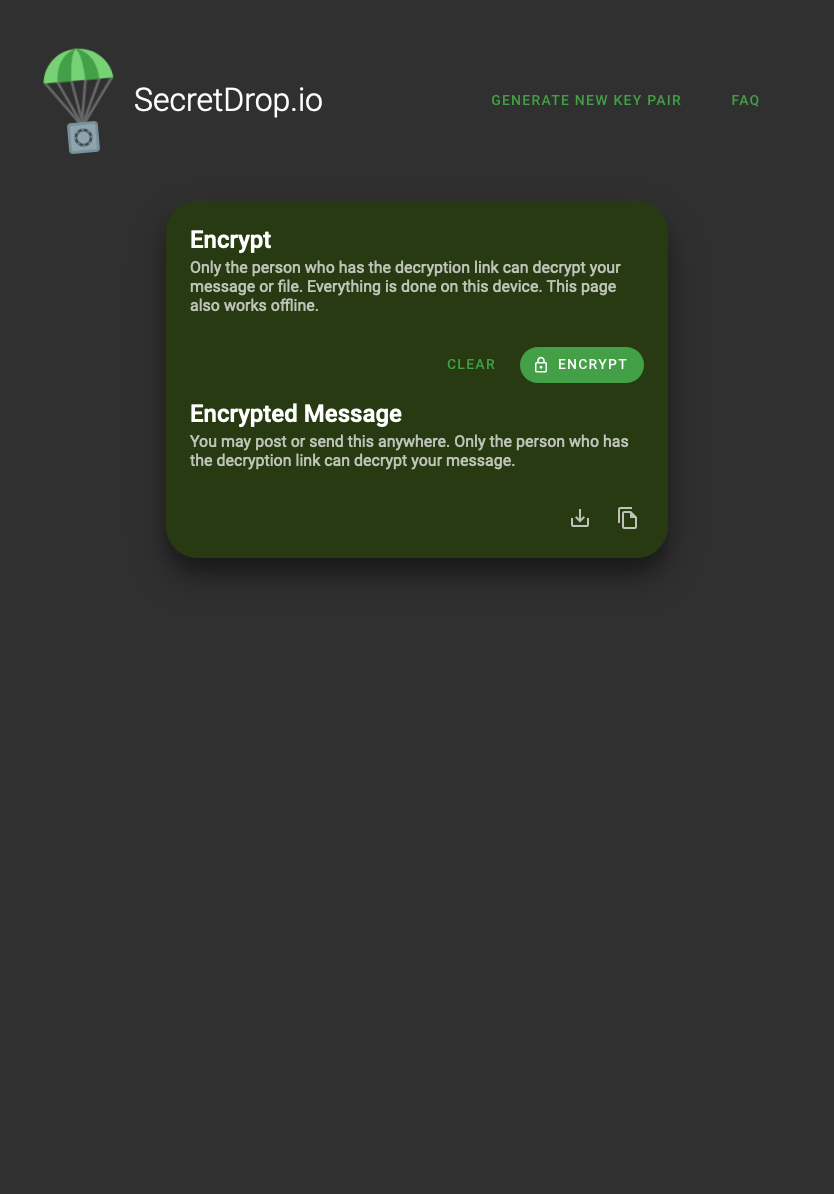 SecretDrop.io
GENERATE NEW KEY PAIR
FAQ
Encrypt
Only the person who has the decryption link can decrypt your
message or file. Everything is done on this device. This page
also works offline.
CLEAR
ENCRYPT
Encrypted Message
You may post or send this anywhere. Only the person who has
the decryption link can decrypt your message.